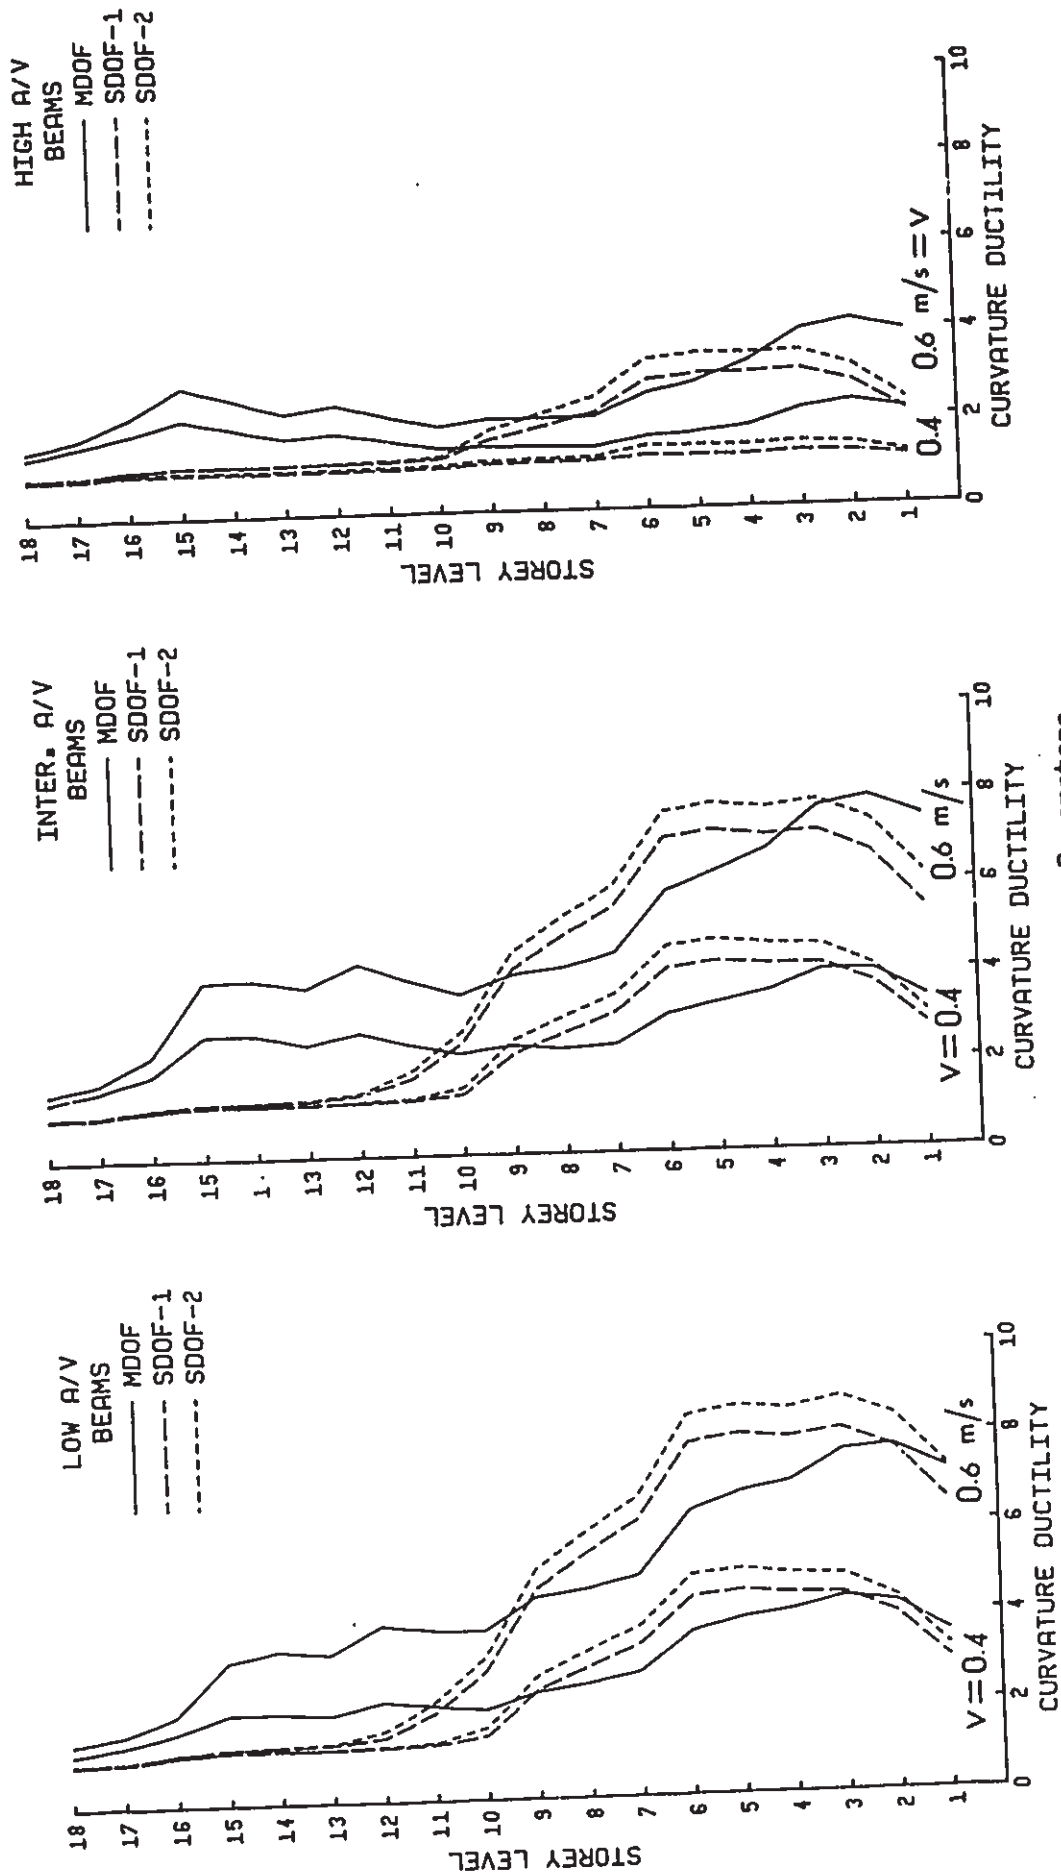 LOW A/V
BEAMS
MDOF
SDOF-1
SDOF-2
18
17
16
15
14
13
12
11
10
9
8
7
6
5
4
3
2
1
STOREY LEVEL
V=0.4
0.6 m/s
0 2 4 6 8 10
CURVATURE DUCTILITY
INTER. A/V
BEAMS
MDOF
SDOF-1
SDOF-2
18
17
16
15
1.
13
12
11
10
9
8
7
6
5
4
3
2
1
STOREY LEVEL
V=0.4
0.6 m/s
0 2 4 6 8 10
CURVATURE DUCTILITY
HIGH A/V
BEAMS
MDOF
SDOF-1
SDOF-2
18
17
16
15
14
13
12
11
10
9
8
7
6
5
4
3
2
1
STOREY LEVEL
0.4
0.6 m/s=V
0 2 4 6 8 10
CURVATURE DUCTILITY